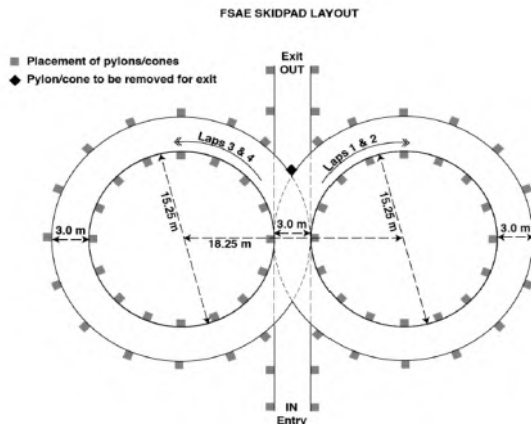 FSAE SKIDPAD LAYOUT
Placement of pylons/cones
Pylon/cone to be removed for exit
Exit
OUT
Laps 3 & 4
Laps 1 & 2
15.25 m
15.25 m
3.0 m
3.0 m
3.0 m
18.25 m
IN
Entry